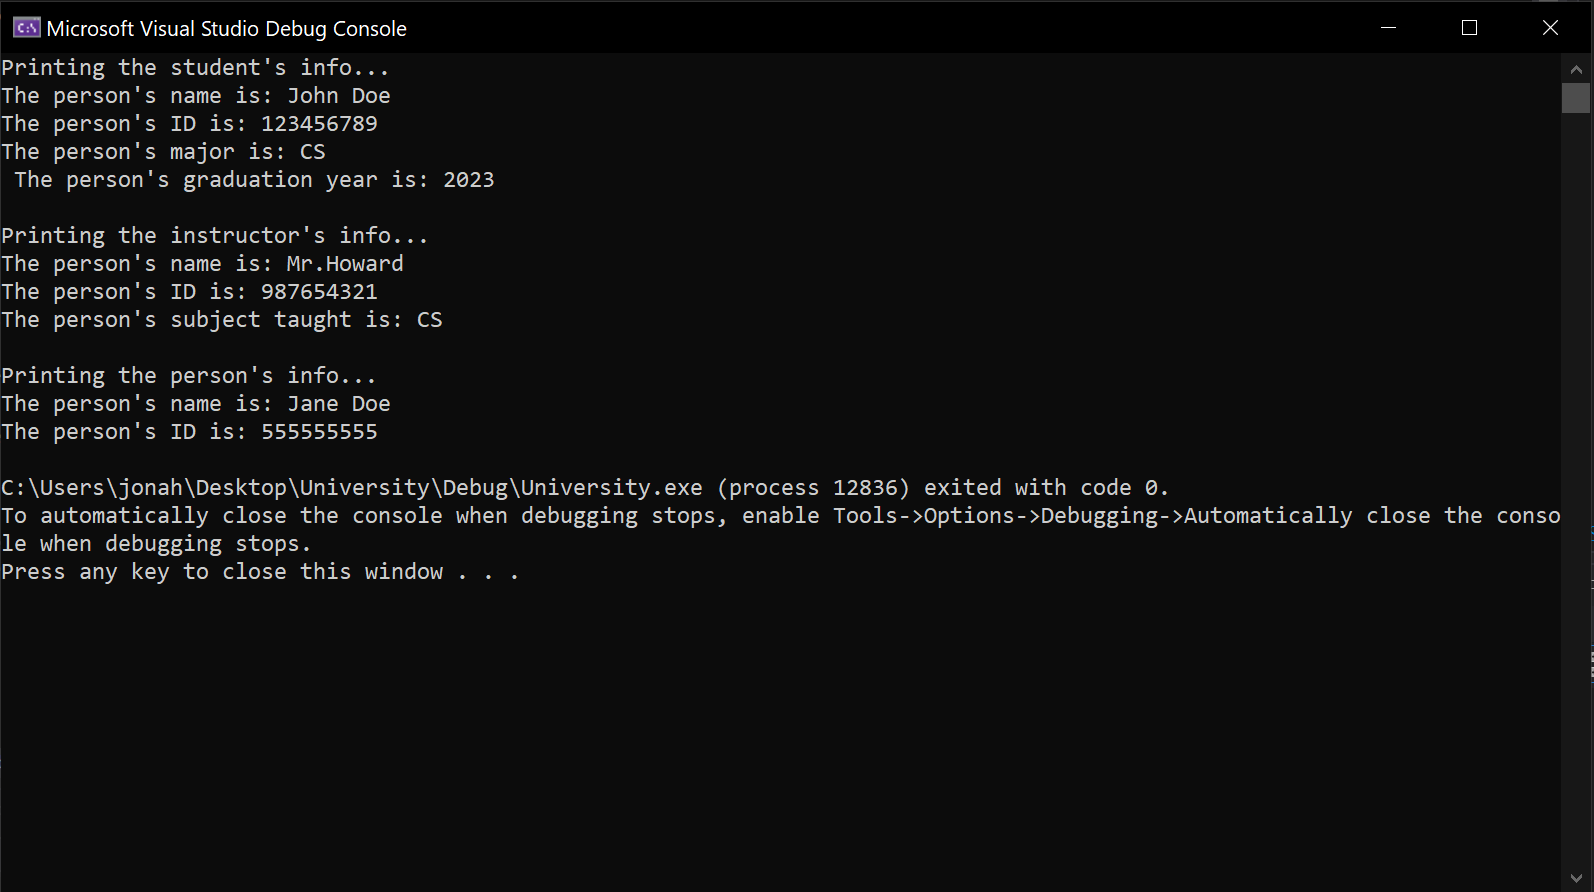 Microsoft Visual Studio Debug Console
Printing the student's info...
The person's name is: John Doe
The person's ID is: 123456789
The person's major is: CS
 The person's graduation year is: 2023

Printing the instructor's info...
The person's name is: Mr.Howard
The person's ID is: 987654321
The person's subject taught is: CS

Printing the person's info...
The person's name is: Jane Doe
The person's ID is: 555555555

C:\Users\jonah\Desktop\University\Debug\University.exe (process 12836) exited with code 0.
To automatically close the console when debugging stops, enable Tools->Options->Debugging->Automatically close the conso
le when debugging stops.
Press any key to close this window . . .